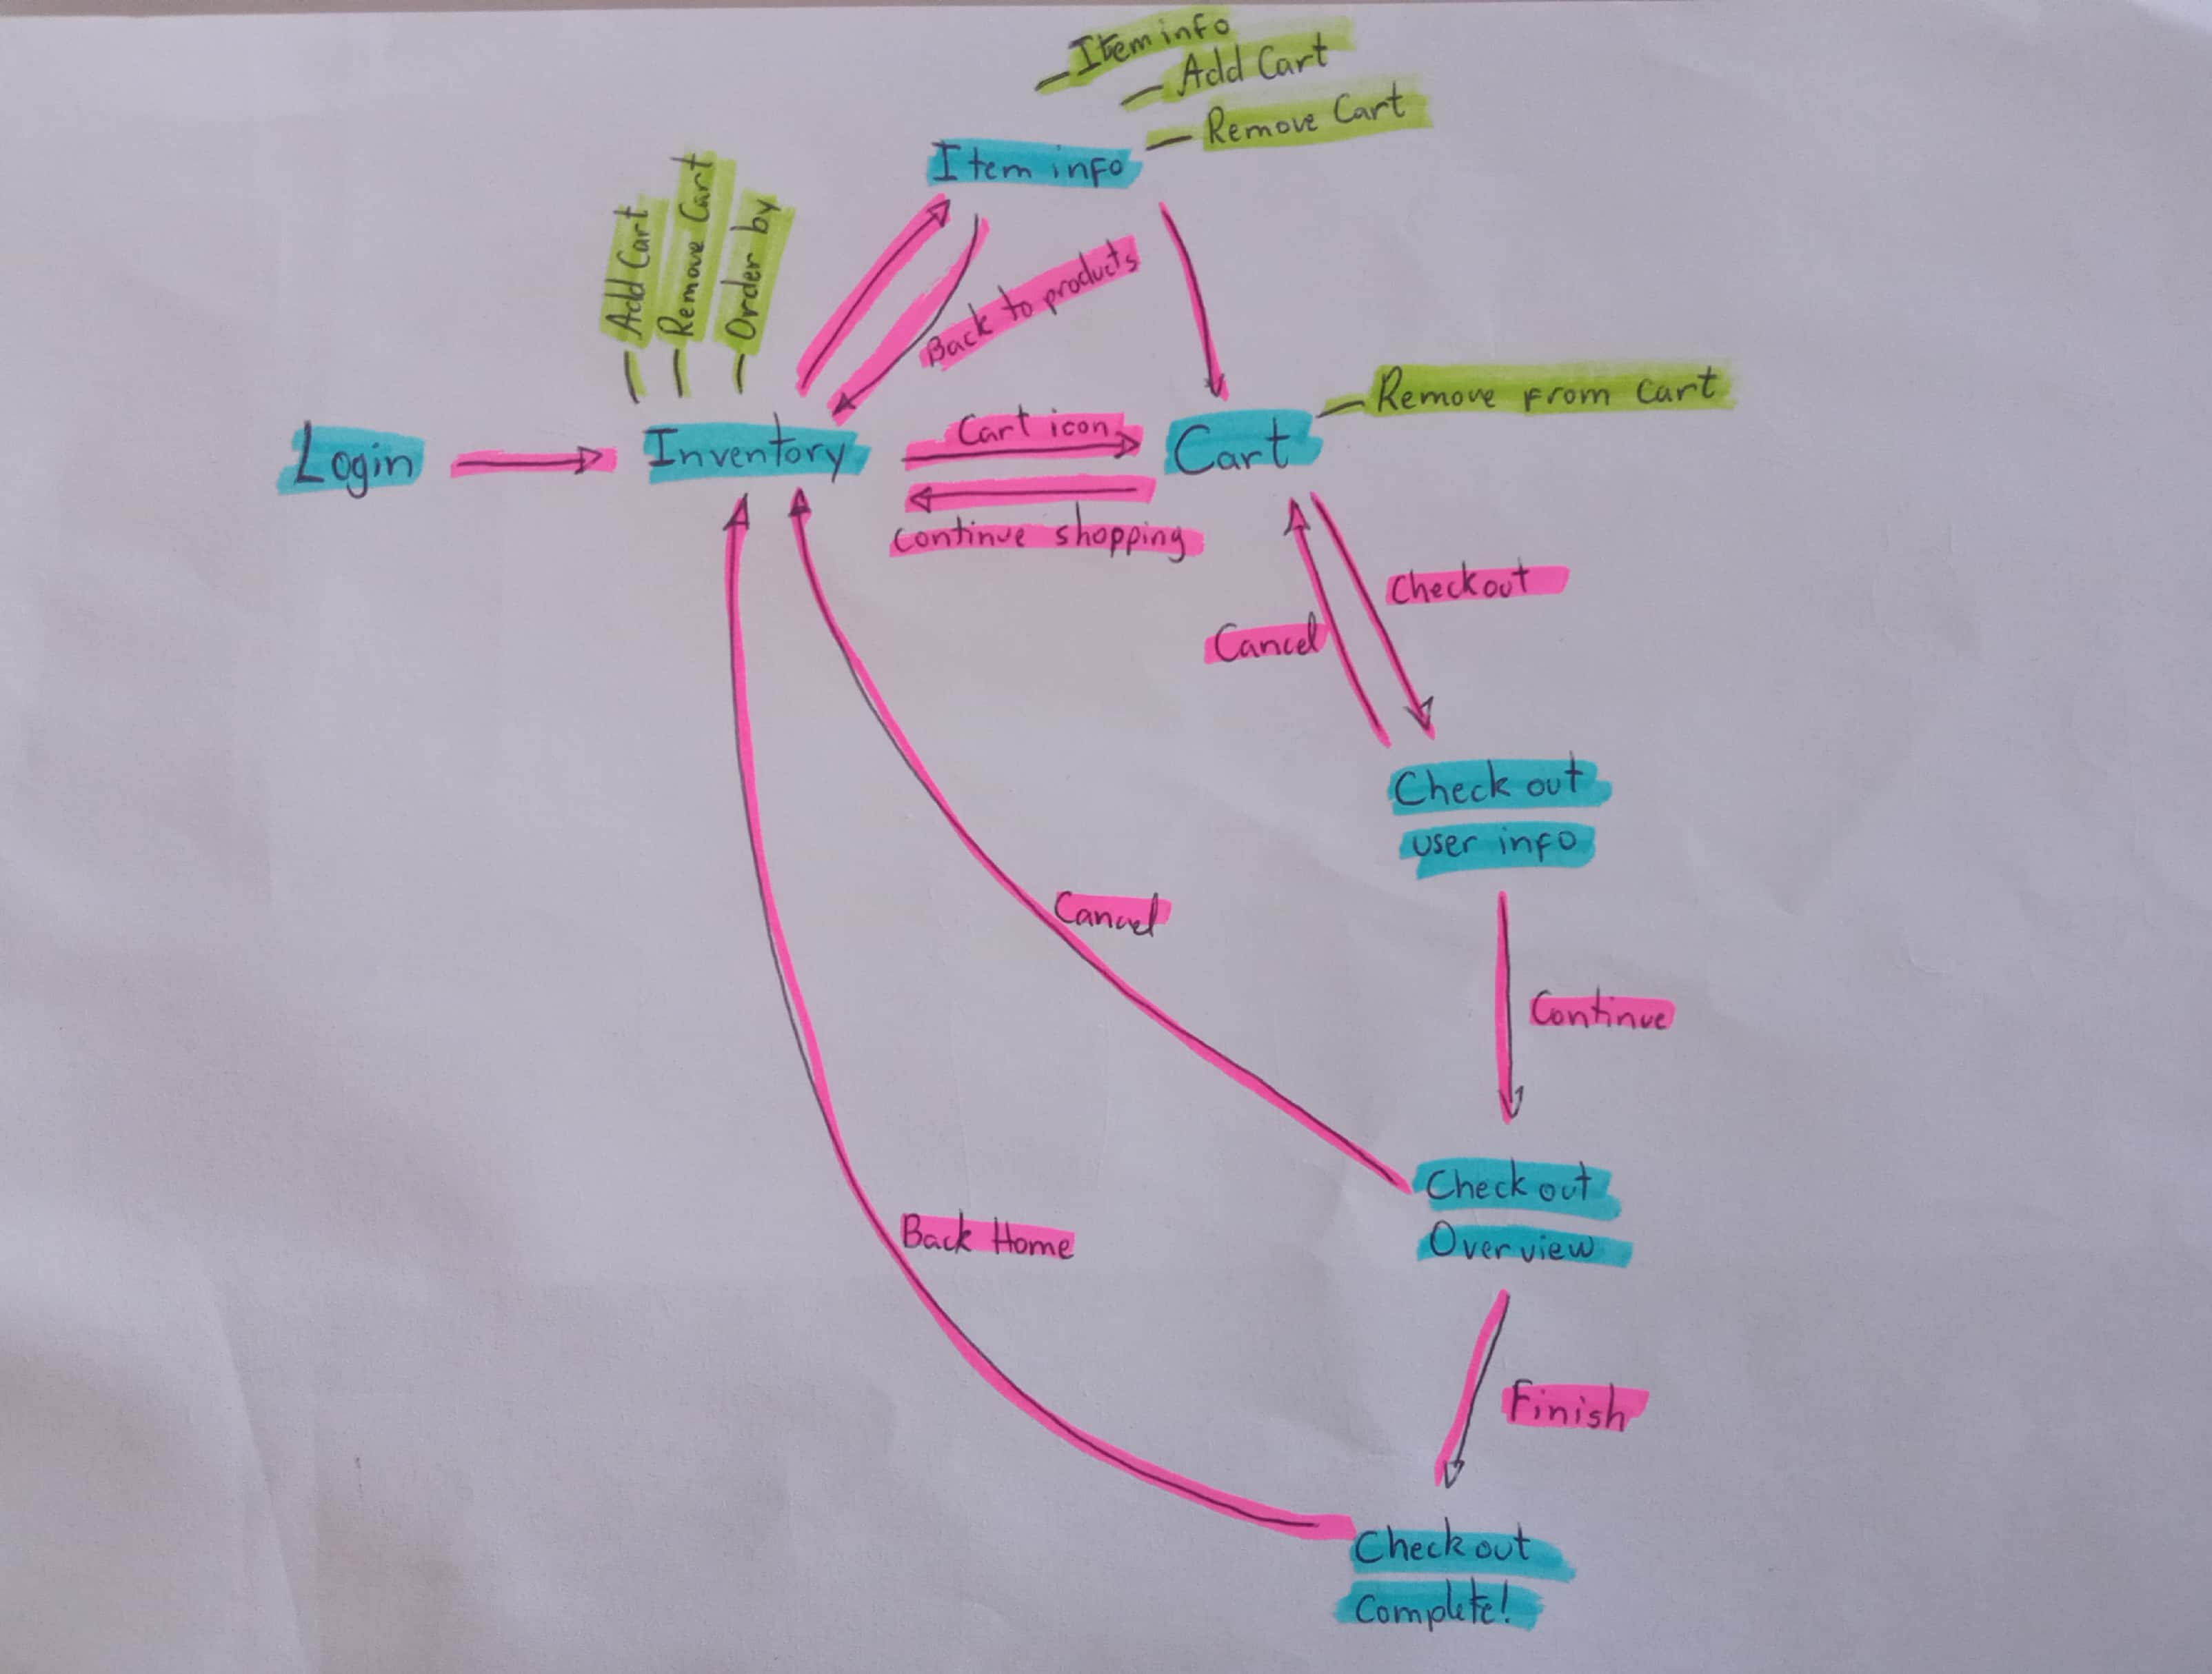 Item info
Add Cart
Remove Cart
Item info
Add Cart
Remove Cart
Order by
Back to products
Remove from cart
Login
Inventory
Cart icon
Cart
Continue shopping
Checkout
Cancel
Check out
user info
Cancel
Continue
Check out
Overview
Back Home
Finish
Check out
Complete!